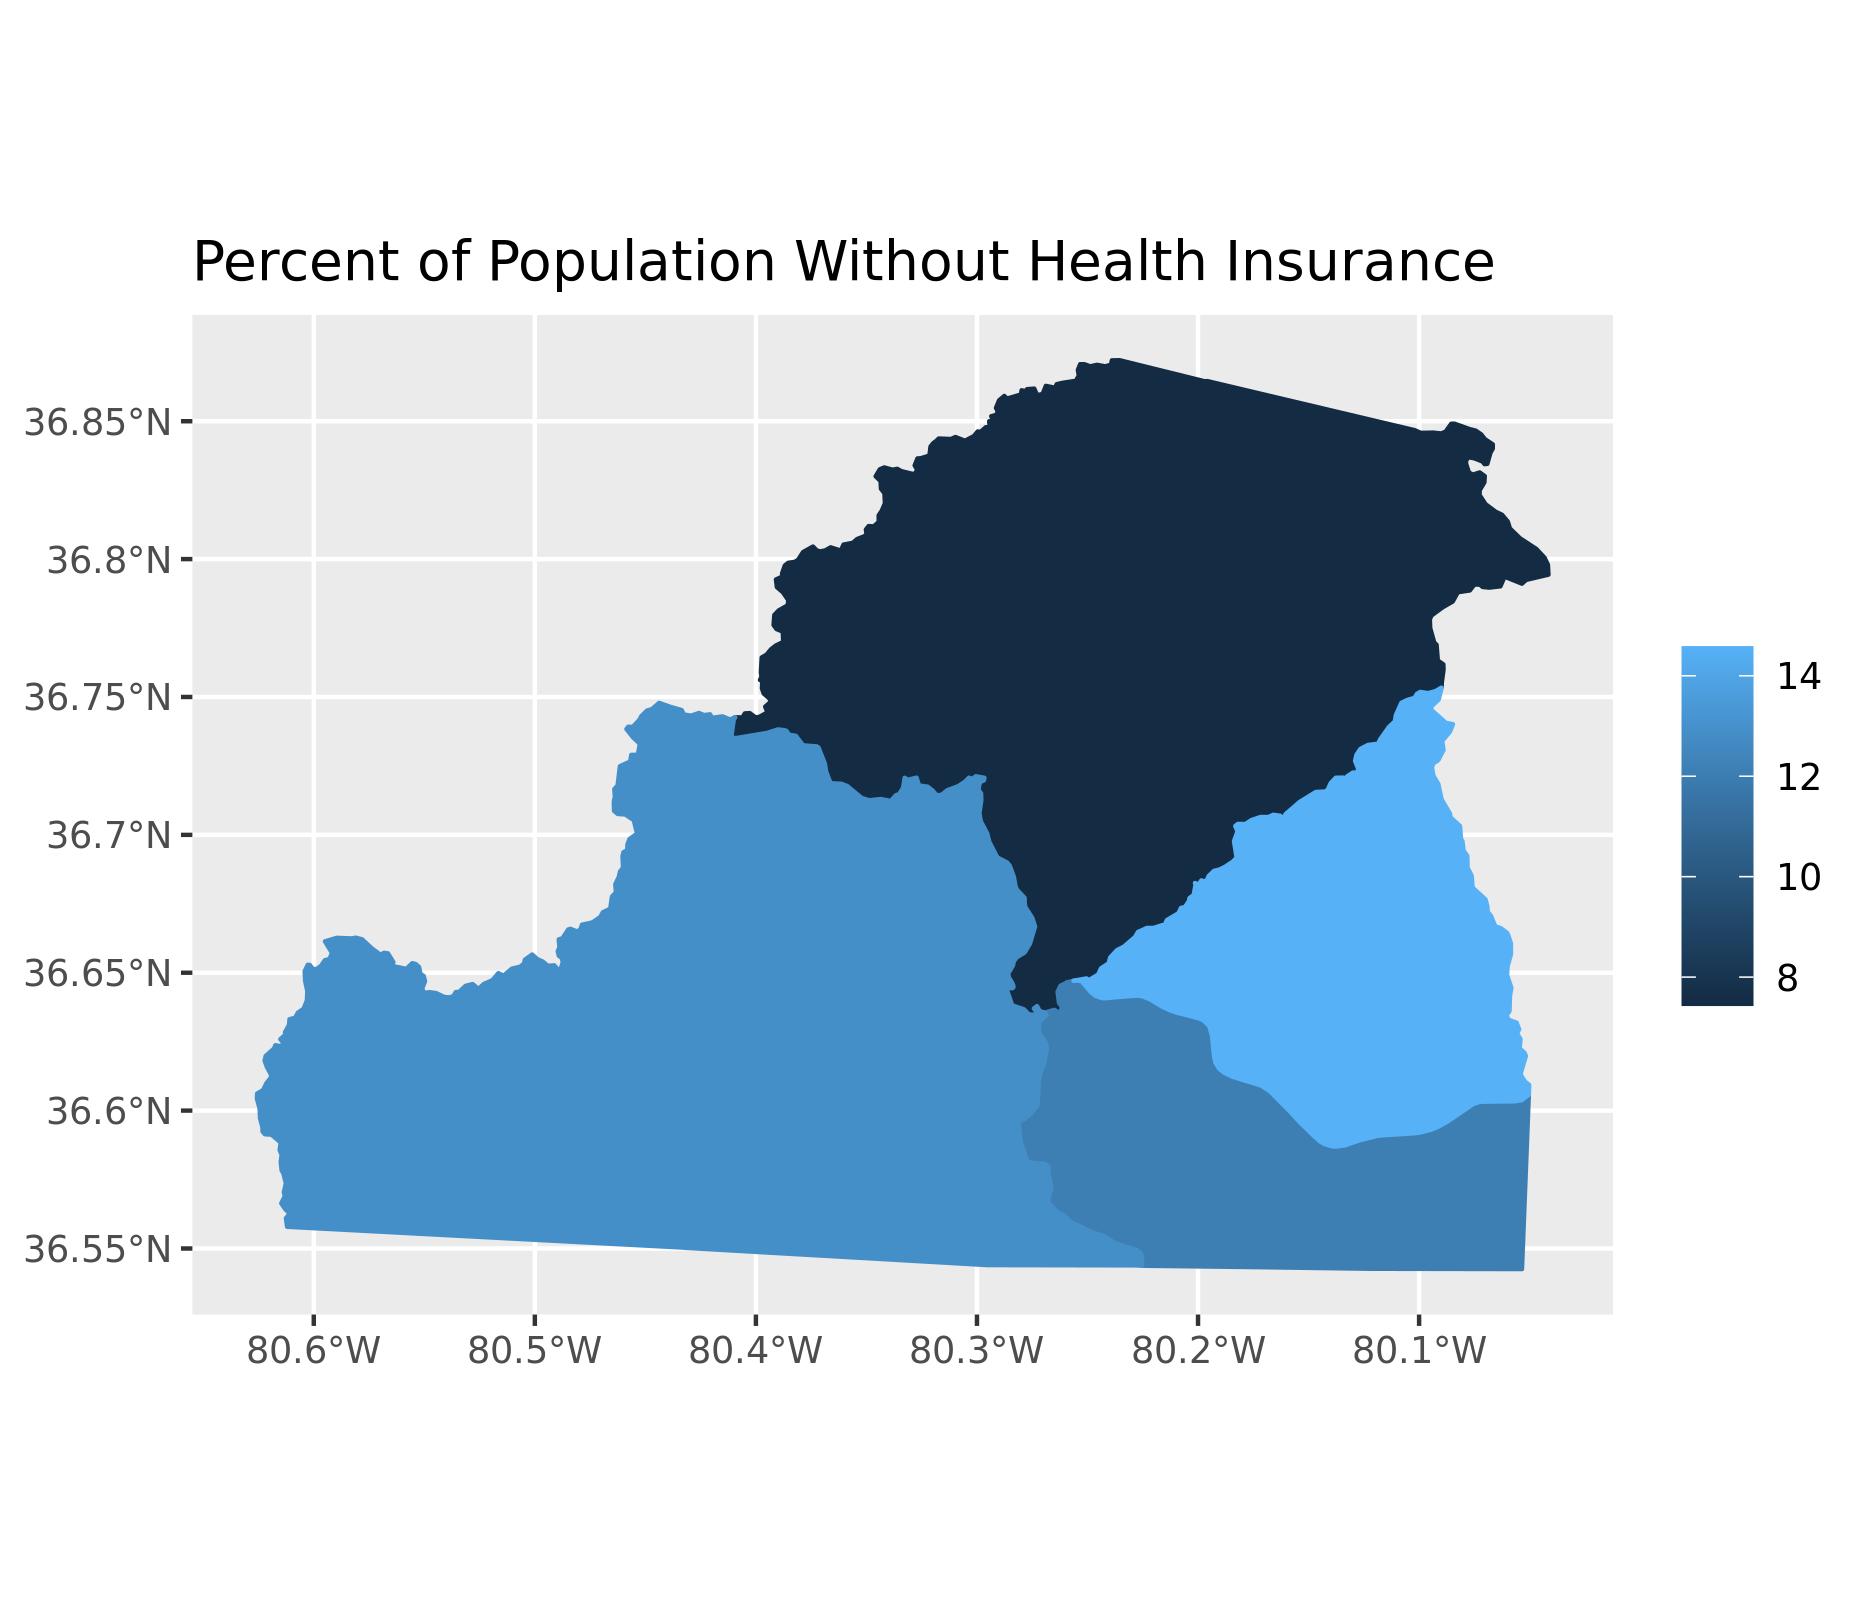 Percent of Population Without Health Insurance
36.85°N
36.8°N
36.75°N
36.7°N
36.65°N
36.6°N
36.55°N
80.6°W 80.5°W 80.4°W 80.3°W 80.2°W 80.1°W
14
12
10
8